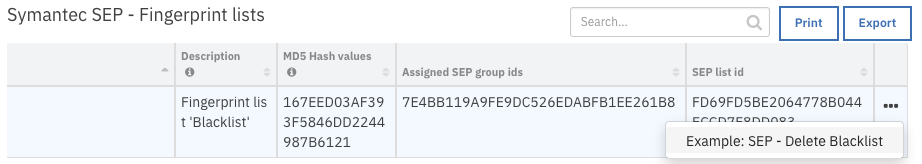 Symantec SEP - Fingerprint lists
Search...
Print
Export
Description
MD5 Hash values
Assigned SEP group ids
SEP list id
Fingerprint lis
t 'Blacklist'
167EED03AF39
3F5846DD2244
987B6121
7E4BB119A9FE9DC526EDABFB1EE261B8
FD69FD5BE2064778B044
Example: SEP - Delete Blacklist